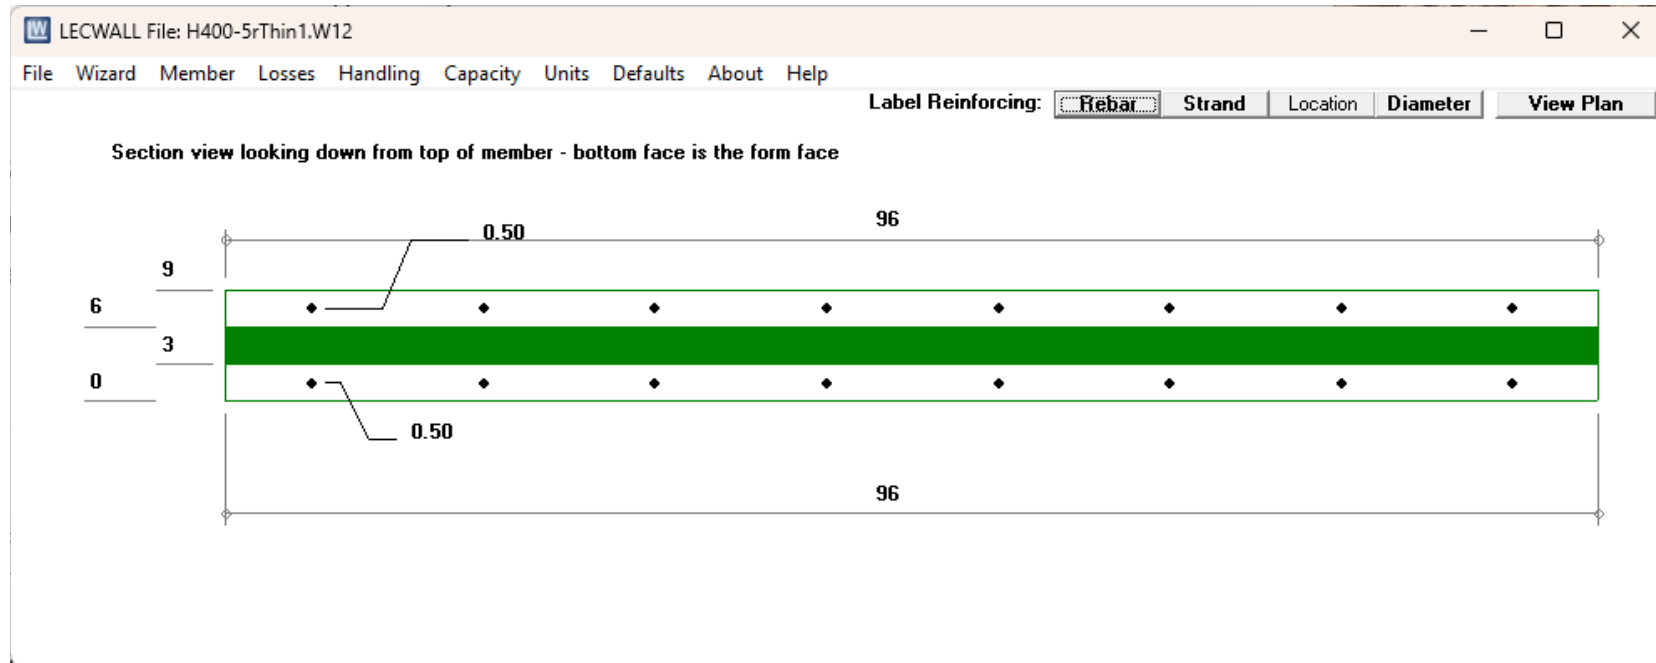 LECWALL File: H400-5rThin1.W12
File Wizard Member Losses Handling Capacity Units Defaults About Help
Label Reinforcing: Rebar Strand Location Diameter View Plan
Section view looking down from top of member - bottom face is the form face
96
0.50
9
6
3
0
0.50
96